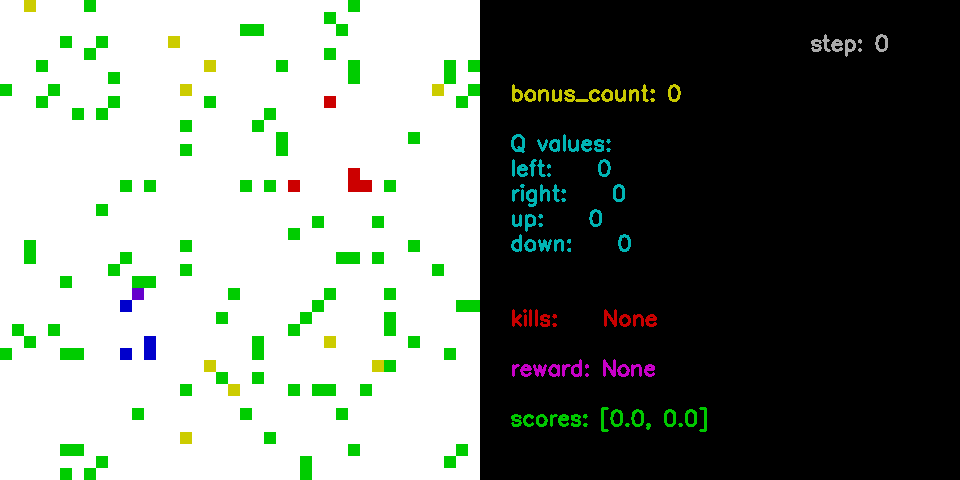 step: 0
bonus_count: 0
Q values:
left: 0
right: 0
up: 0
down: 0
kills: None
reward: None
scores: [0.0, 0.0]